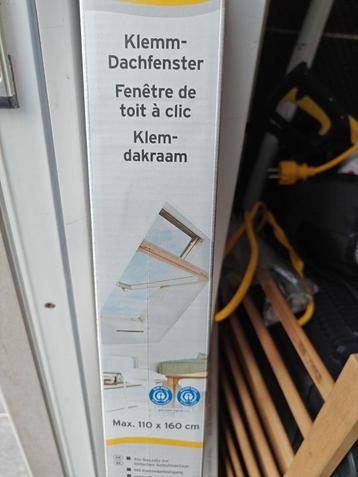 Klemm-
Dachfenster
Fenêtre de
toit à clic
Klem-
dakraam
Max. 110 x 160 cm